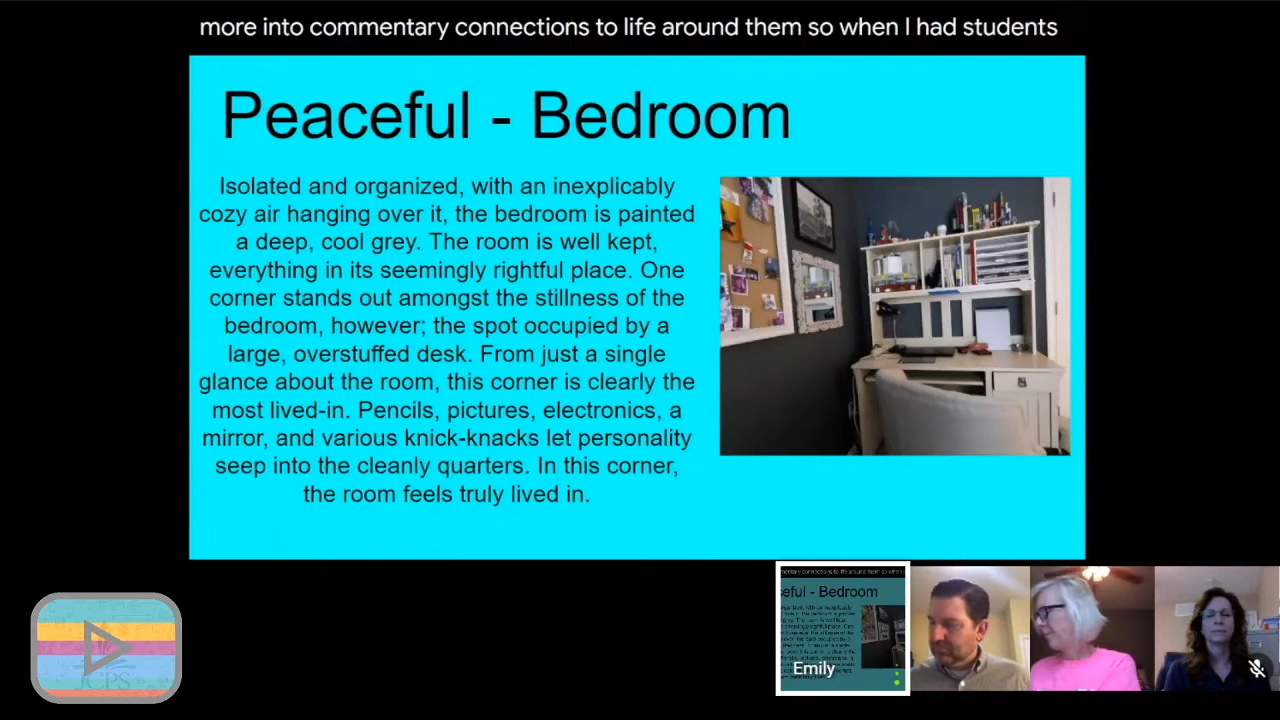 more into commentary connections to life around them so when I had students
Peaceful - Bedroom
Isolated and organized, with an inexplicably
cozy air hanging over it, the bedroom is painted
a deep, cool grey. The room is well kept,
everything in its seemingly rightful place. One
corner stands out amongst the stillness of the
bedroom, however; the spot occupied by a
large, overstuffed desk. From just a single
glance about the room, this corner is clearly the
most lived-in. Pencils, pictures, electronics, a
mirror, and various knick-knacks let personality
seep into the cleanly quarters. In this corner,
the room feels truly lived in.
eful - Bedroom
Emily
JCPS